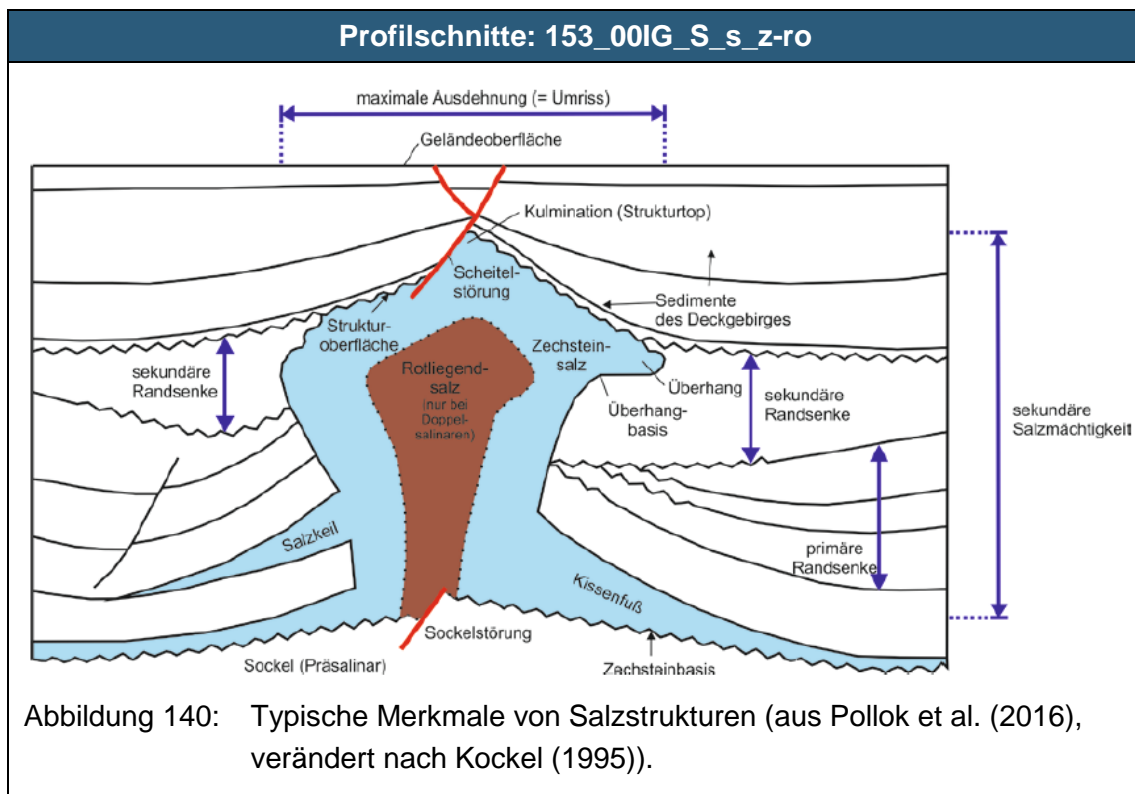 Profilschnitte: 153_00IG_S_s_z-ro
maximale Ausdehnung (= Umriss)
Geländeoberfläche
Kulmination (Strukturtop)
Scheitel-
störung
Sedimente
des Deckgebirges
Struktur-
oberfläche
Zechstein-
salz
sekundäre
Randsenke
Rotliegend-
salz
(nur bei
Doppel-
salinaren)
Überhang
Überhang-
basis
sekundäre
Randsenke
sekundäre
Salzmächtigkeit
Salzkeil
primäre
Randsenke
Kissenfuß
Sockelstörung
Sockel (Präsalinar)
Zechsteinbasis
Abbildung 140: Typische Merkmale von Salzstrukturen (aus Pollok et al. (2016),
verändert nach Kockel (1995)).